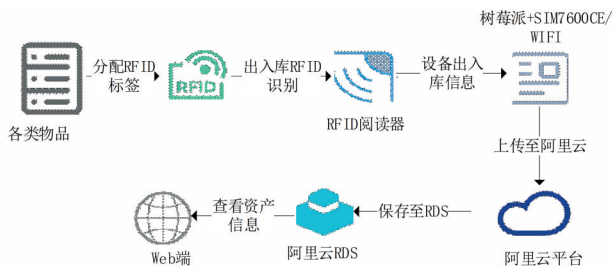 树莓派+SIM7600CE/
WIFI
分配RFID
标签
出入库RFID
识别
设备出入
库信息
RFID
各类物品
RFID阅读器
上传至阿里云
查看资产
信息
保存至RDS
Web端
阿里云RDS
阿里云平台